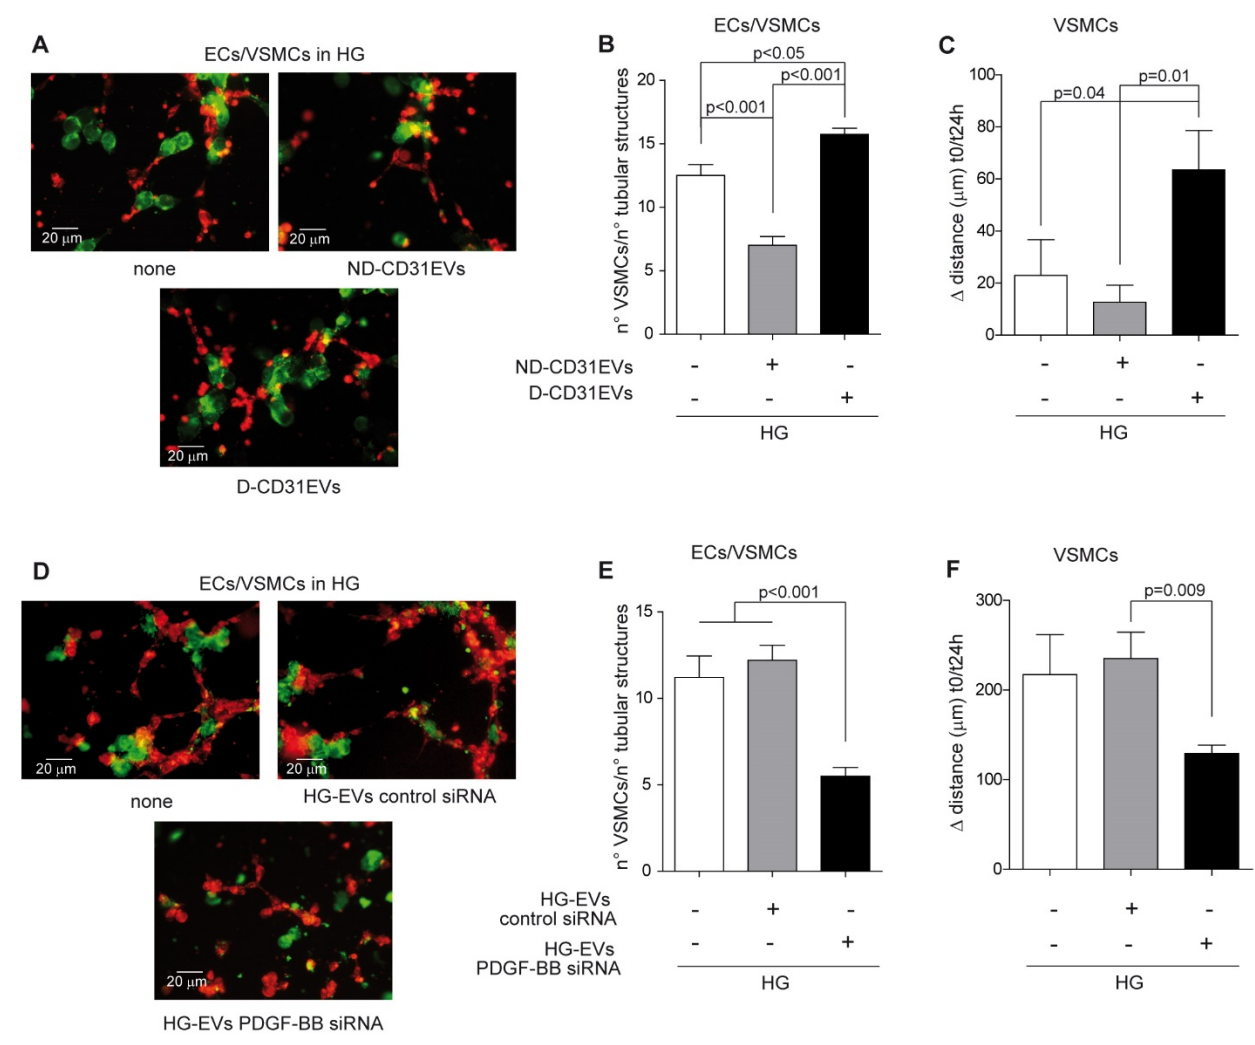 A
ECs/VSMCs in HG
20 μm
none
20 μm
ND-CD31EVs
20 μm
D-CD31EVs
B
ECs/VSMCs
n° VSMCs/n° tubular structures
20
15
10
5
0
p<0.05
p<0.001
p<0.001
ND-CD31EVs
- + -
D-CD31EVs
- - +
HG
C
VSMCs
Δ distance (μm) t0/t24h
100
80
60
40
20
0
p=0.01
p=0.04
- + -
- - +
HG
D
ECs/VSMCs in HG
20 μm
none
20 μm
HG-EVs control siRNA
20 μm
HG-EVs PDGF-BB siRNA
E
ECs/VSMCs
n° VSMCs/n° tubular structures
15
10
5
0
p<0.001
HG-EVs
control siRNA
- + -
HG-EVs
PDGF-BB siRNA
- - +
HG
F
VSMCs
Δ distance (μm) t0/t24h
300
200
100
0
p=0.009
- + -
- - +
HG